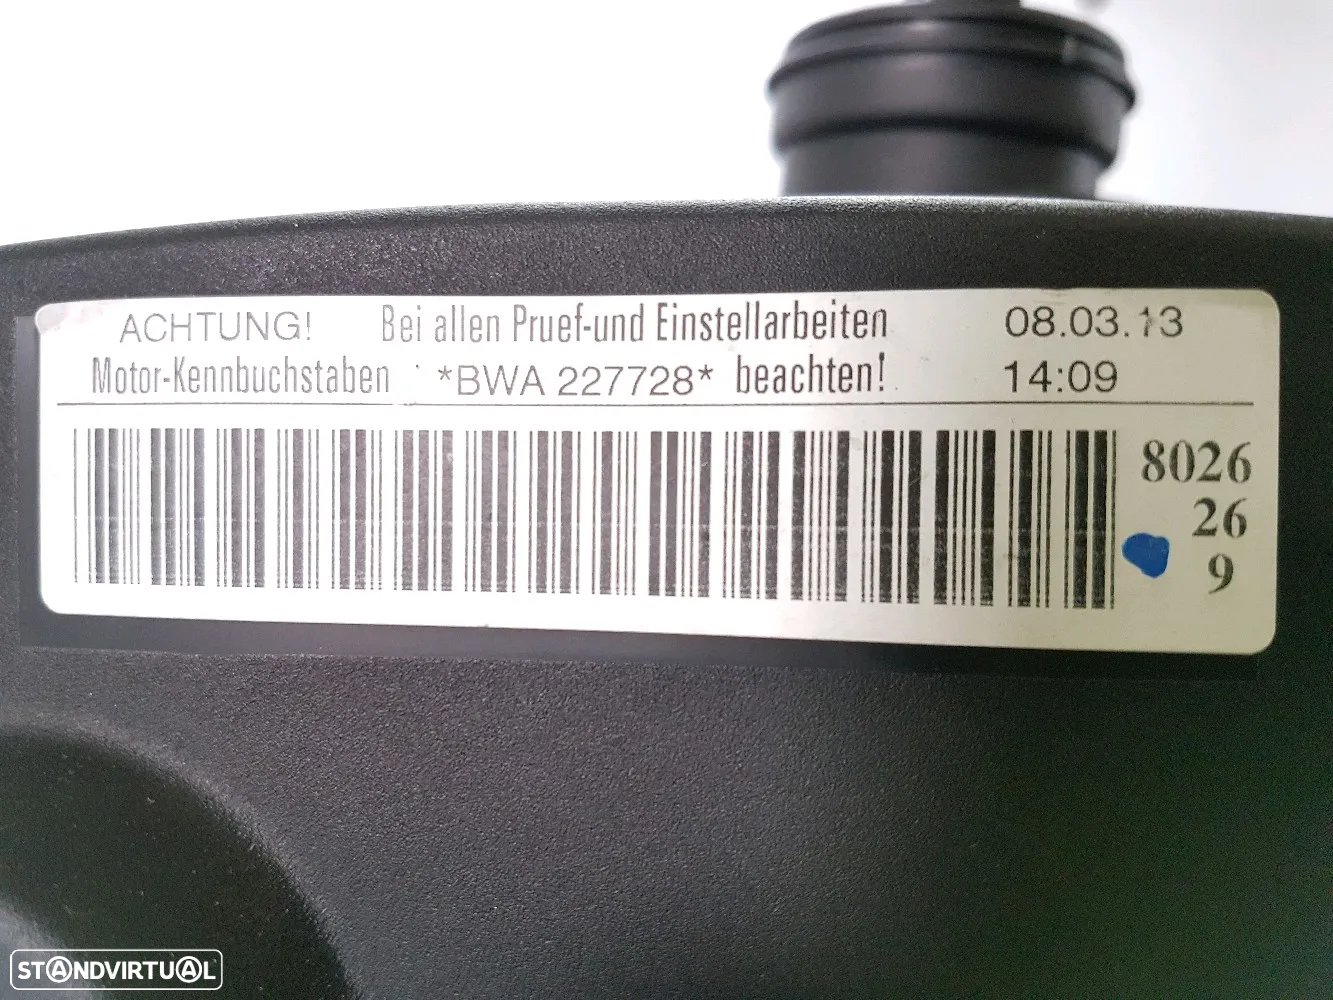 ACHTUNG! Bei allen Pruef-und Einstellarbeiten 08.03.13
Motor-Kennbuchstaben *BWA 227728* beachten! 14:09
8026
26
9
STANDVIRTUAL